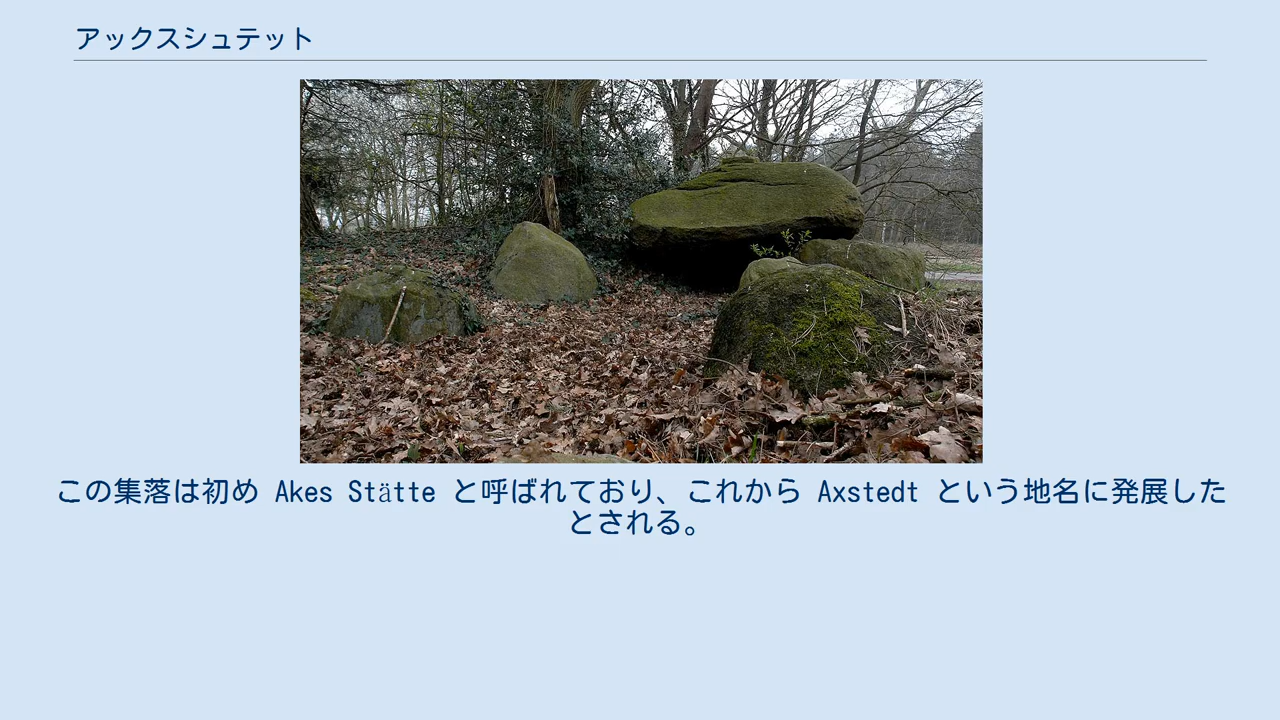 アックスシュテット
この集落は初め Akes Stätte と呼ばれており、これから Axstedt という地名に発展した
とされる。